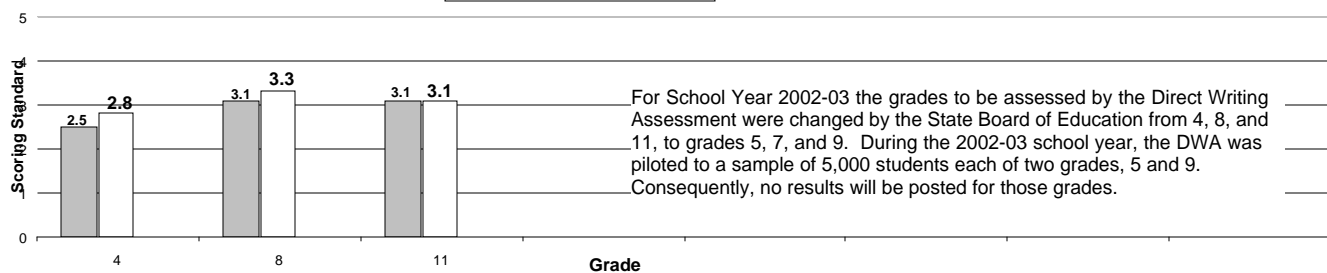 5
4
3.3
3.1
3.1
3.1
2.8
2.5
For School Year 2002-03 the grades to be assessed by the Direct Writing
Assessment were changed by the State Board of Education from 4, 8, and
11, to grades 5, 7, and 9. During the 2002-03 school year, the DWA was
piloted to a sample of 5,000 students each of two grades, 5 and 9.
Consequently, no results will be posted for those grades.
Scoring Standard
3
2
1
0
4
8
11
Grade